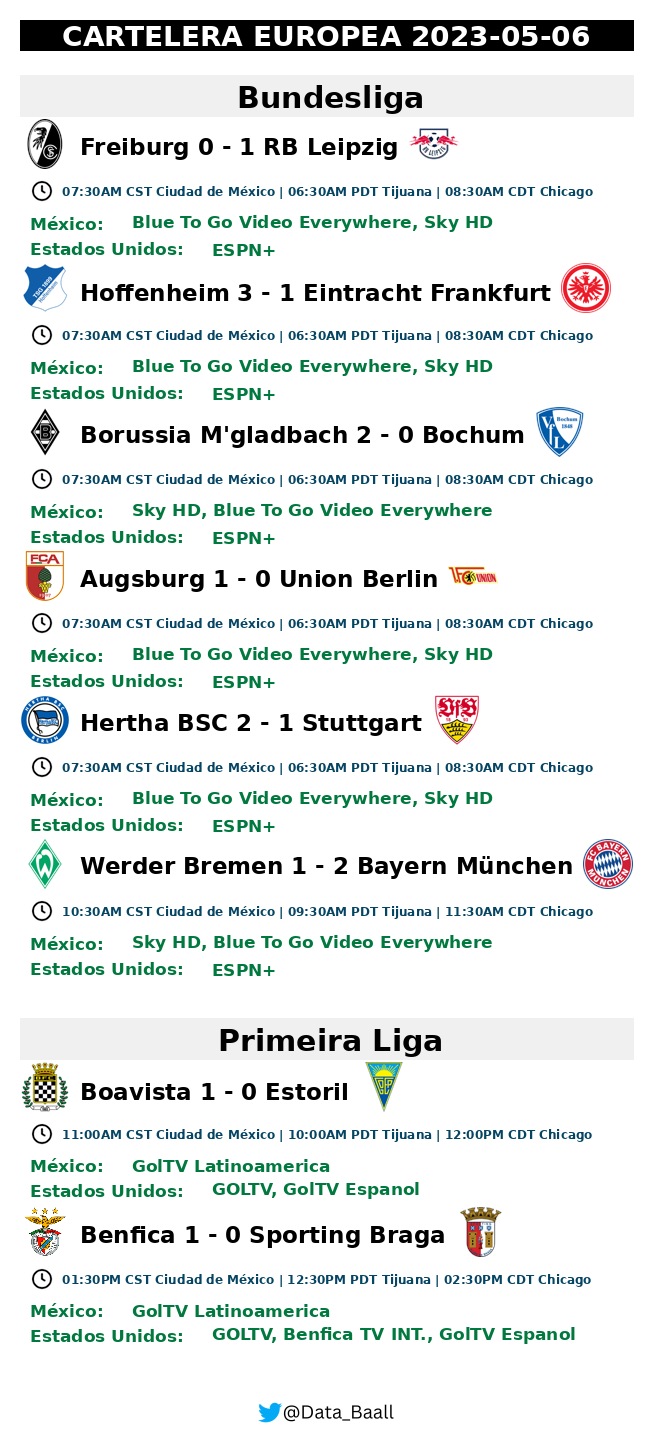 CARTELERA EUROPEA 2023-05-06
Bundesliga
Freiburg 0 - 1 RB Leipzig
07:30AM CST Ciudad de México | 06:30AM PDT Tijuana | 08:30AM CDT Chicago
México: Blue To Go Video Everywhere, Sky HD
Estados Unidos: ESPN+
Hoffenheim 3 - 1 Eintracht Frankfurt
07:30AM CST Ciudad de México | 06:30AM PDT Tijuana | 08:30AM CDT Chicago
México: Blue To Go Video Everywhere, Sky HD
Estados Unidos: ESPN+
Borussia M'gladbach 2 - 0 Bochum
07:30AM CST Ciudad de México | 06:30AM PDT Tijuana | 08:30AM CDT Chicago
México: Sky HD, Blue To Go Video Everywhere
Estados Unidos: ESPN+
Augsburg 1 - 0 Union Berlin
07:30AM CST Ciudad de México | 06:30AM PDT Tijuana | 08:30AM CDT Chicago
México: Blue To Go Video Everywhere, Sky HD
Estados Unidos: ESPN+
Hertha BSC 2 - 1 Stuttgart
07:30AM CST Ciudad de México | 06:30AM PDT Tijuana | 08:30AM CDT Chicago
México: Blue To Go Video Everywhere, Sky HD
Estados Unidos: ESPN+
Werder Bremen 1 - 2 Bayern München
10:30AM CST Ciudad de México | 09:30AM PDT Tijuana | 11:30AM CDT Chicago
México: Sky HD, Blue To Go Video Everywhere
Estados Unidos: ESPN+
Primeira Liga
Boavista 1 - 0 Estoril
11:00AM CST Ciudad de México | 10:00AM PDT Tijuana | 12:00PM CDT Chicago
México: GolTV Latinoamerica
Estados Unidos: GOLTV, GolTV Espanol
Benfica 1 - 0 Sporting Braga
01:30PM CST Ciudad de México | 12:30PM PDT Tijuana | 02:30PM CDT Chicago
México: GolTV Latinoamerica
Estados Unidos: GOLTV, Benfica TV INT., GolTV Espanol
@Data_Baall